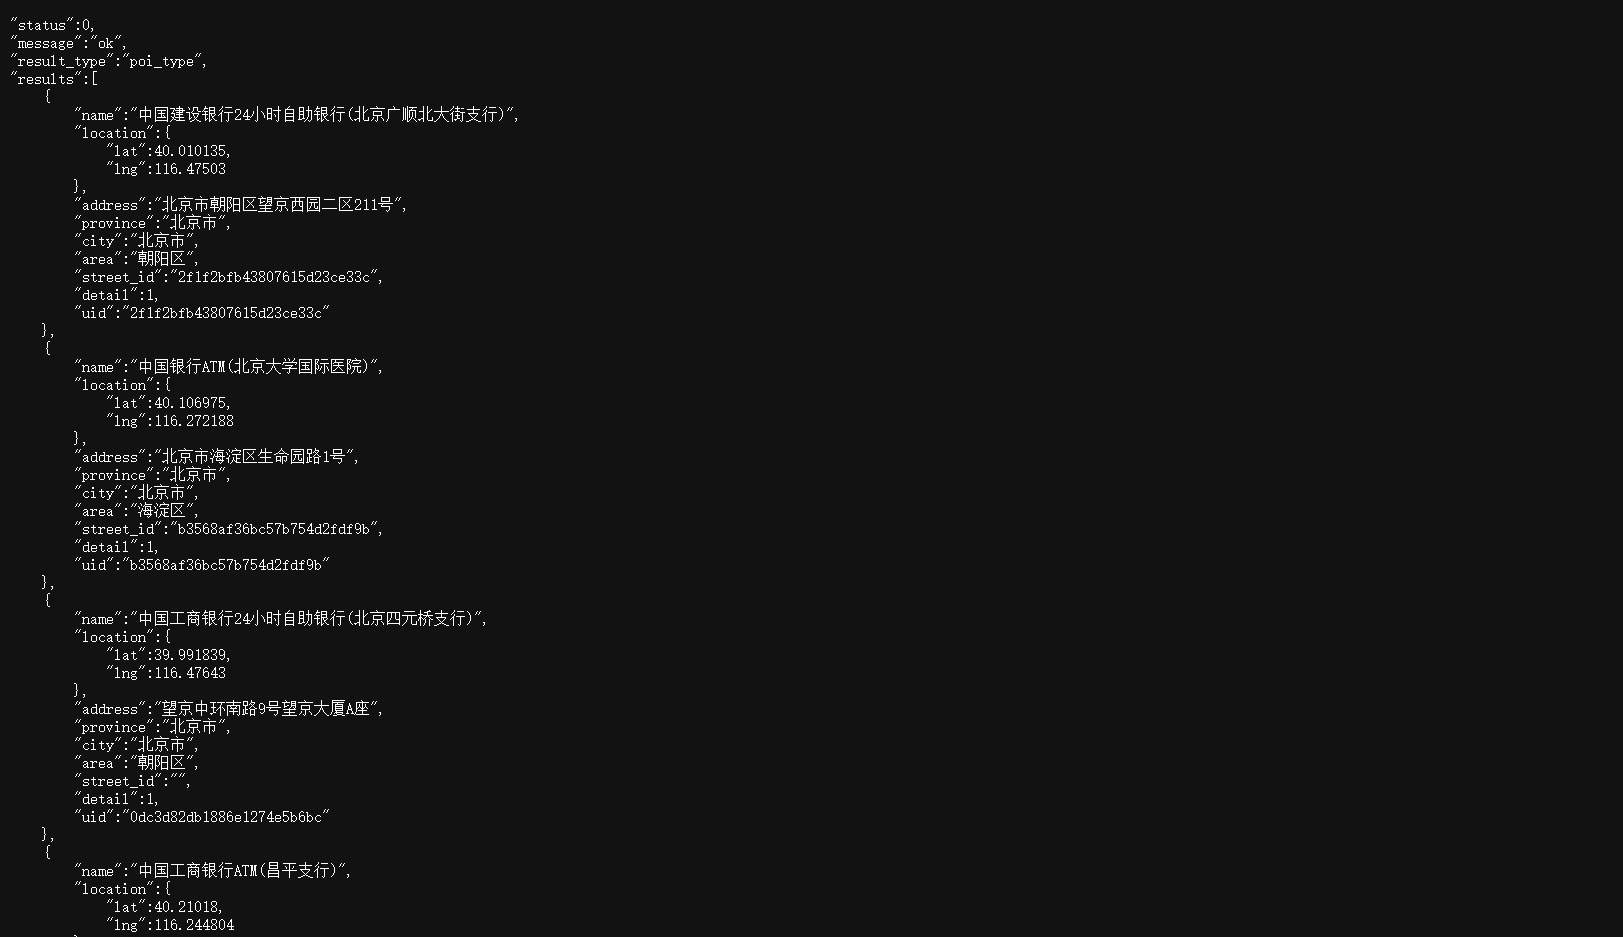 "status":0,
"message":"ok",
"result_type":"poi_type",
"results":[
{
"name":"中国建设银行24小时自助银行(北京广顺北大街支行)",
"location":{
"lat":40.010135,
"lng":116.47503
},
"address":"北京市朝阳区望京西园二区211号",
"province":"北京市",
"city":"北京市",
"area":"朝阳区",
"street_id":"2f1f2bfb43807615d23ce33c",
"detail":1,
"uid":"2f1f2bfb43807615d23ce33c"
},
{
"name":"中国银行ATM(北京大学国际医院)",
"location":{
"lat":40.106975,
"lng":116.272188
},
"address":"北京市海淀区生命园路1号",
"province":"北京市",
"city":"北京市",
"area":"海淀区",
"street_id":"b3568af36bc57b754d2fdf9b",
"detail":1,
"uid":"b3568af36bc57b754d2fdf9b"
},
{
"name":"中国工商银行24小时自助银行(北京四元桥支行)",
"location":{
"lat":39.991839,
"lng":116.47643
},
"address":"望京中环南路9号望京大厦A座",
"province":"北京市",
"city":"北京市",
"area":"朝阳区",
"street_id":"",
"detail":1,
"uid":"0dc3d82db1886e1274e5b6bc"
},
{
"name":"中国工商银行ATM(昌平支行)",
"location":{
"lat":40.21018,
"lng":116.244804